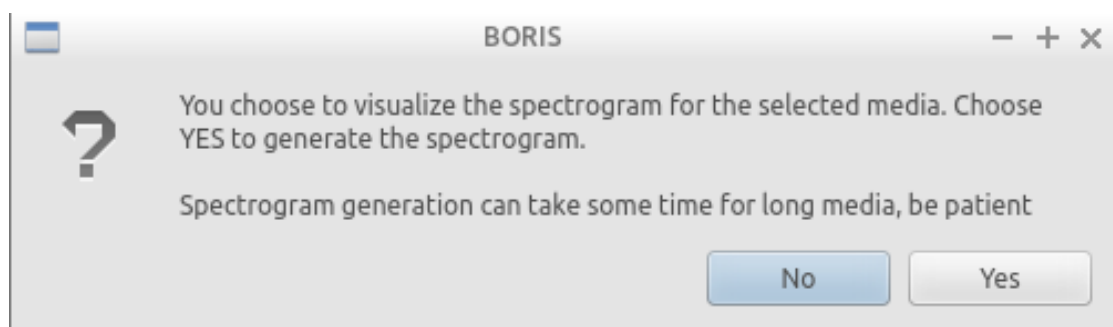 BORIS
You choose to visualize the spectrogram for the selected media. Choose
YES to generate the spectrogram.
Spectrogram generation can take some time for long media, be patient
No Yes